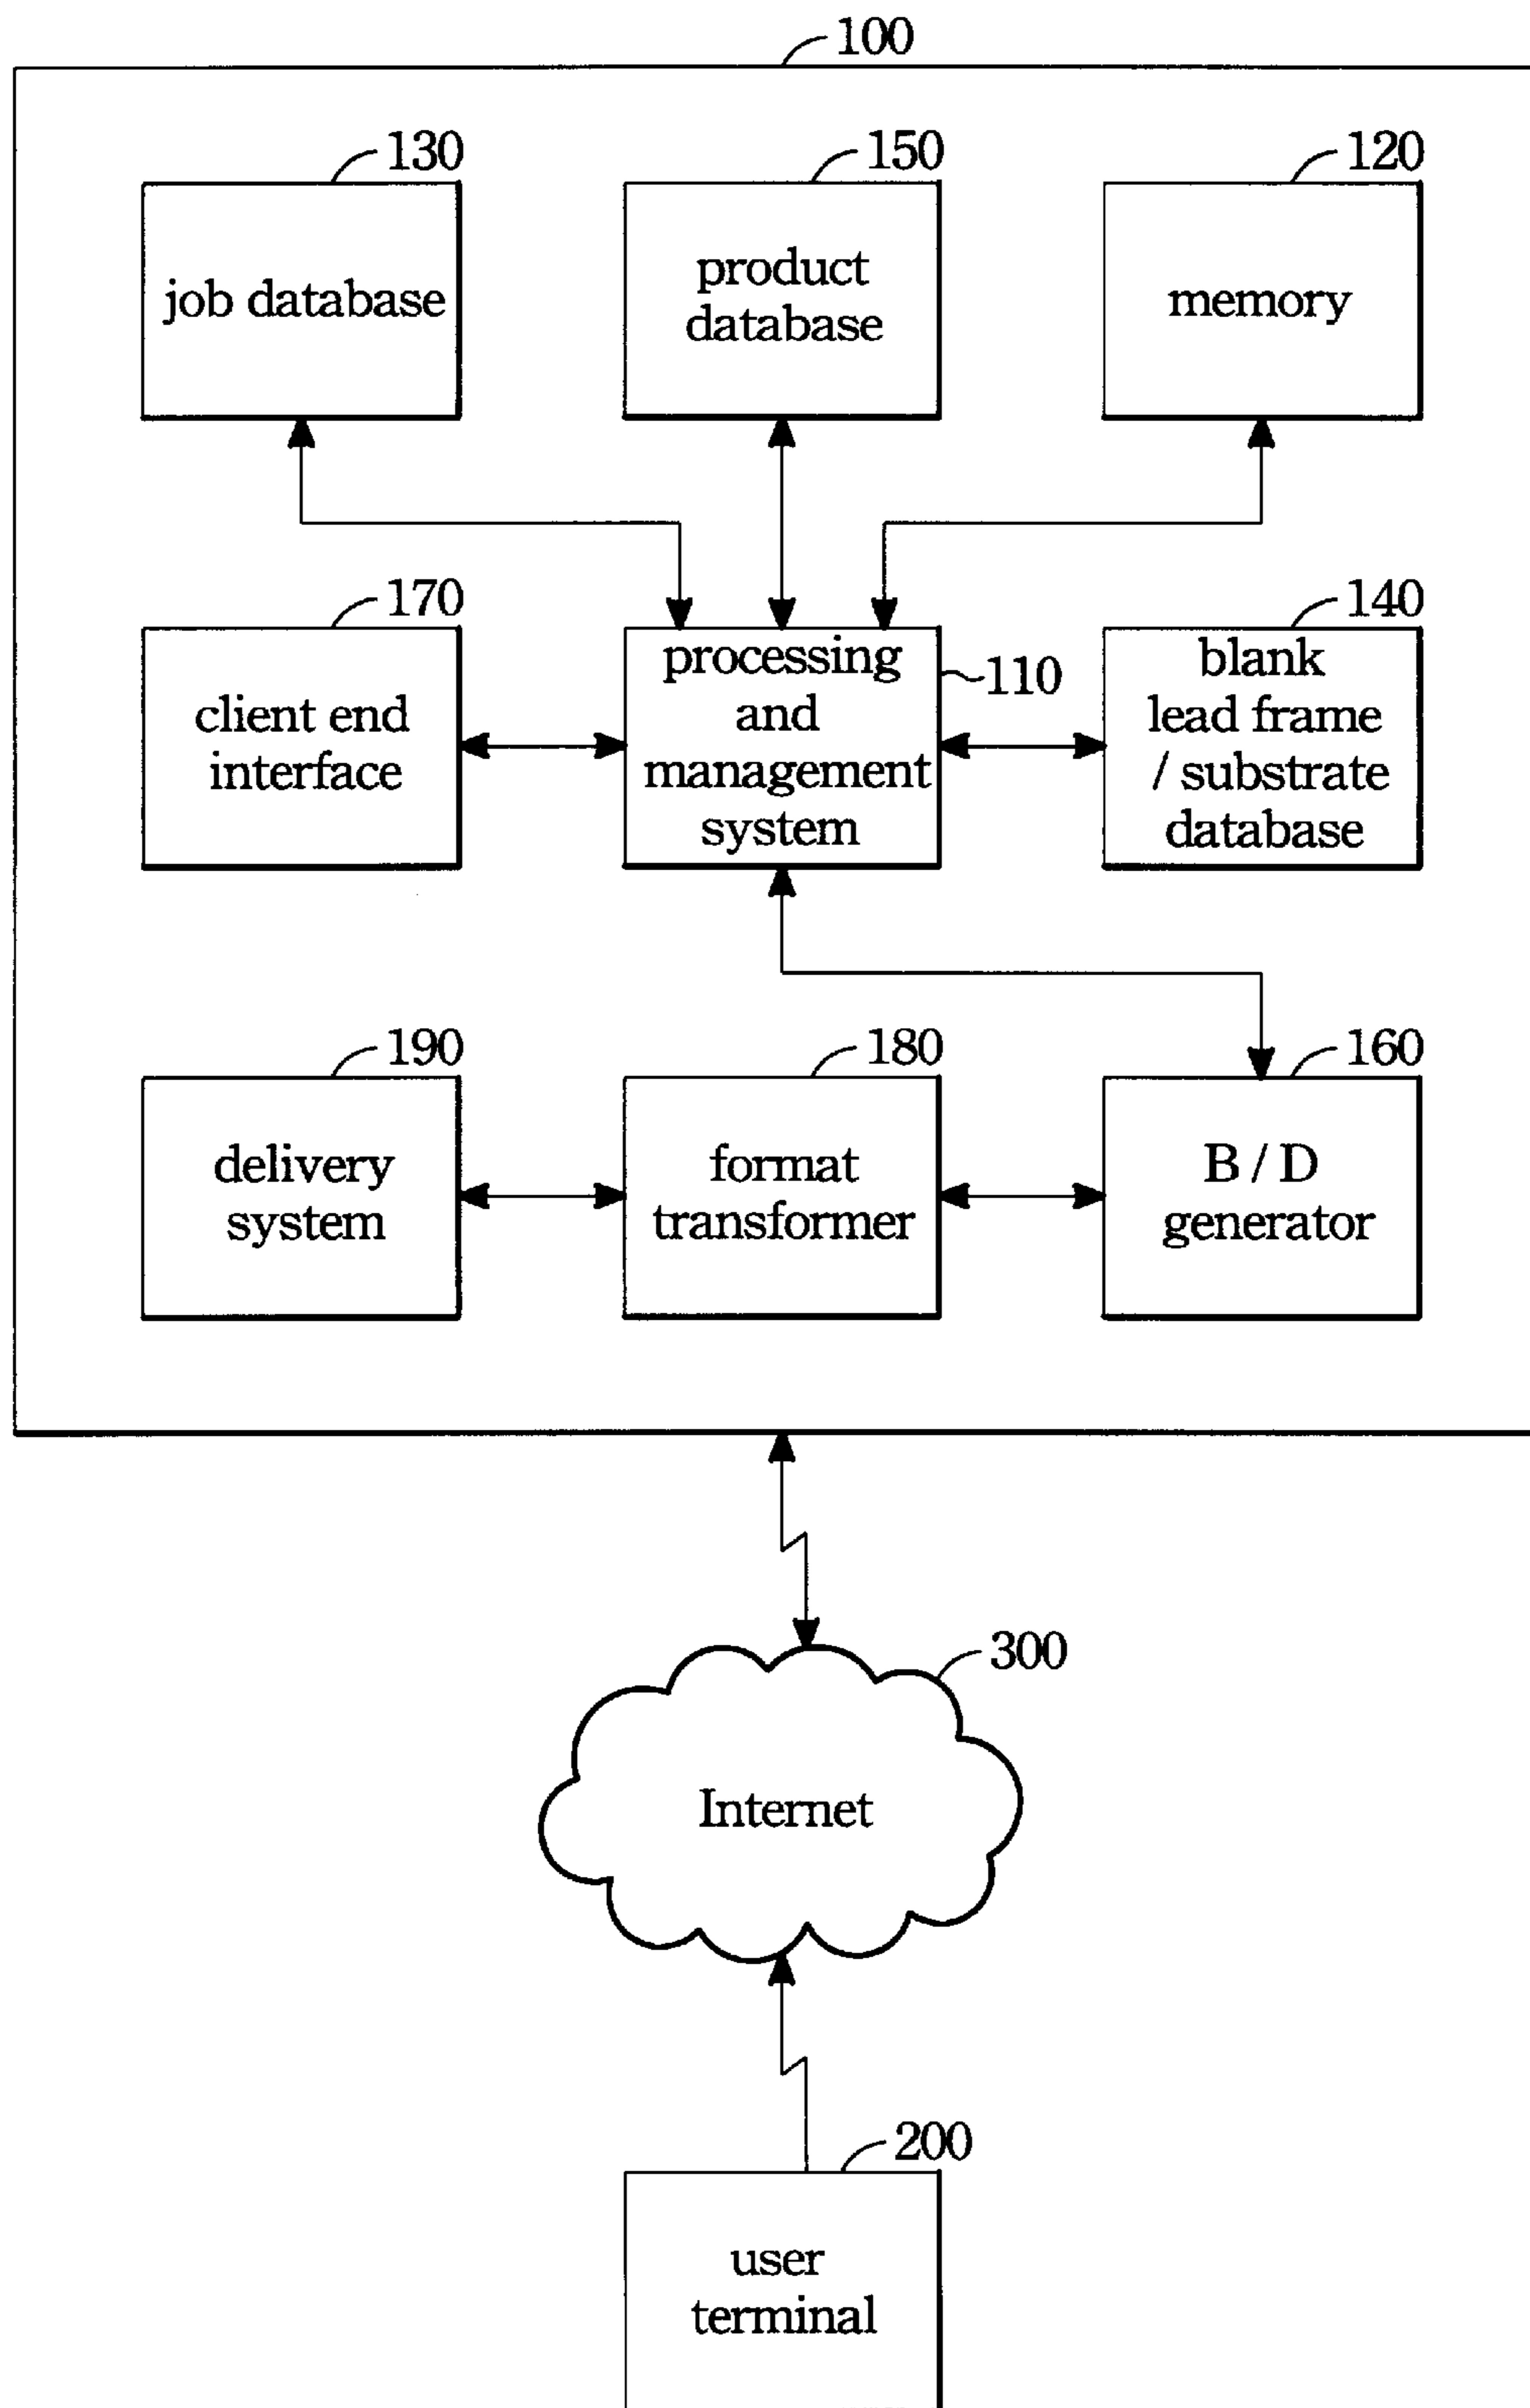 100
130
150
120
job database
product
database
memory
170
140
client end
interface
processing
and
management
system
110
blank
lead frame
/ substrate
database
190
180
160
delivery
system
format
transformer
B / D
generator
300
Internet
200
user
terminal